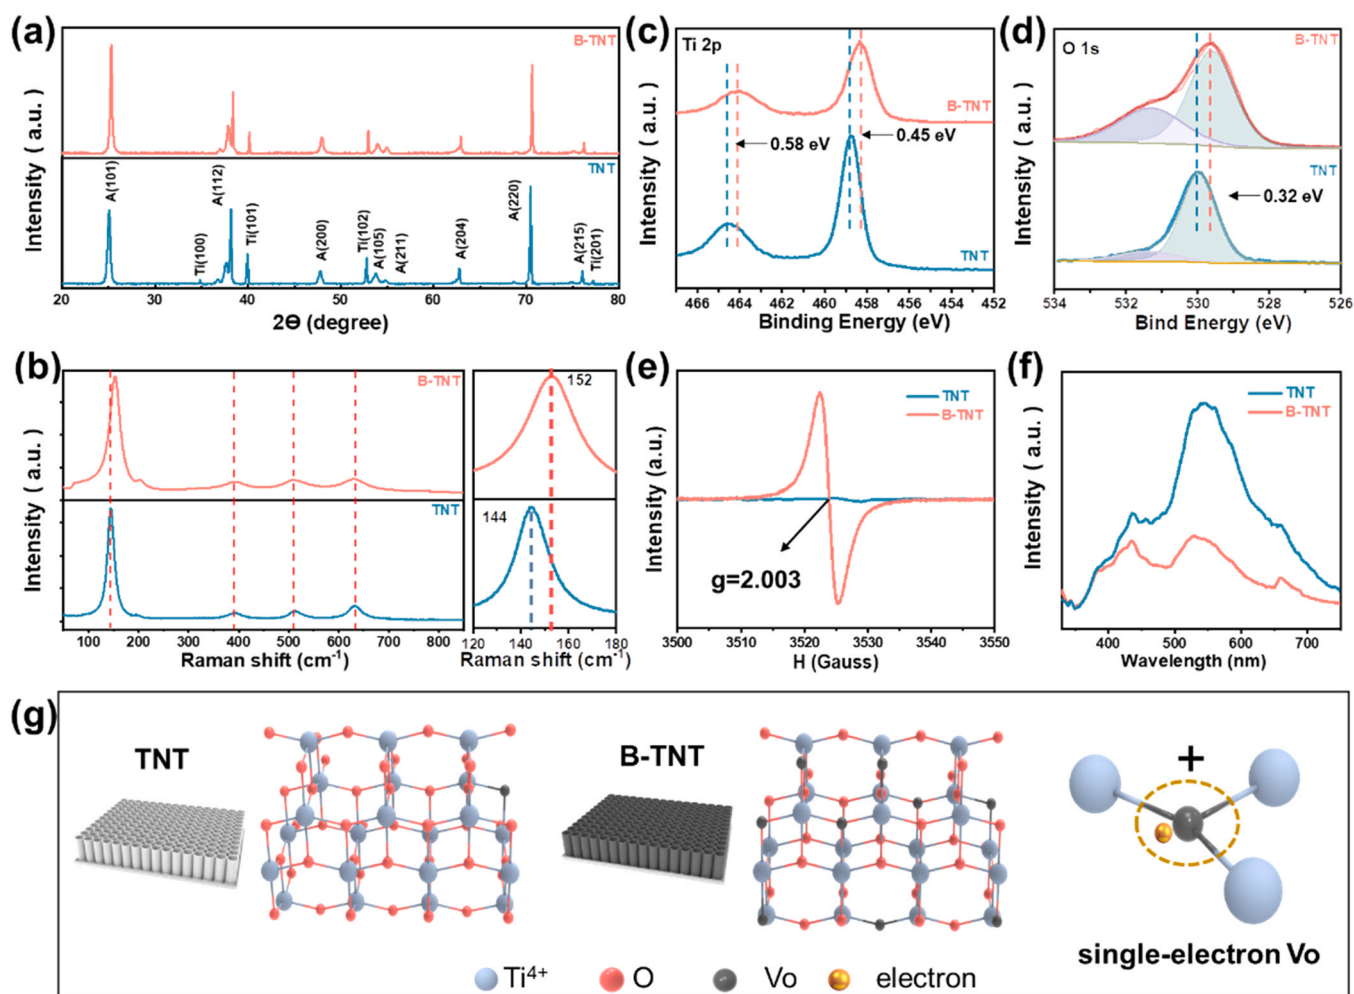 (a)
B-TNT
TNT
A(101)
Ti(100)
A(112)
Ti(101)
A(200)
Ti(102)
A(105)
A(211)
A(204)
A(220)
A(215)
Ti(201)
Intensity ( a.u.)
20 30 40 50 60 70 80
2Ɵ (degree)
(c)
Ti 2p
B-TNT
0.58 eV
0.45 eV
TNT
Intensity ( a.u.)
466 464 462 460 458 456 454 452
Binding Energy (eV)
(d)
O 1s
B-TNT
TNT
0.32 eV
Intensity ( a.u.)
534 532 530 528 526
Bind Energy (eV)
(b)
B-TNT
TNT
Intensity ( a.u. )
100 200 300 400 500 600 700 800
Raman shift (cm-1)
152
144
120 140 160 180
Raman shift (cm-1)
(e)
TNT
B-TNT
g=2.003
Intensity (a.u.)
3500 3510 3520 3530 3540 3550
H (Gauss)
(f)
TNT
B-TNT
Intensity (a.u.)
400 500 600 700
Wavelength (nm)
(g)
TNT
B-TNT
+
single-electron Vo
Ti4+ O Vo electron